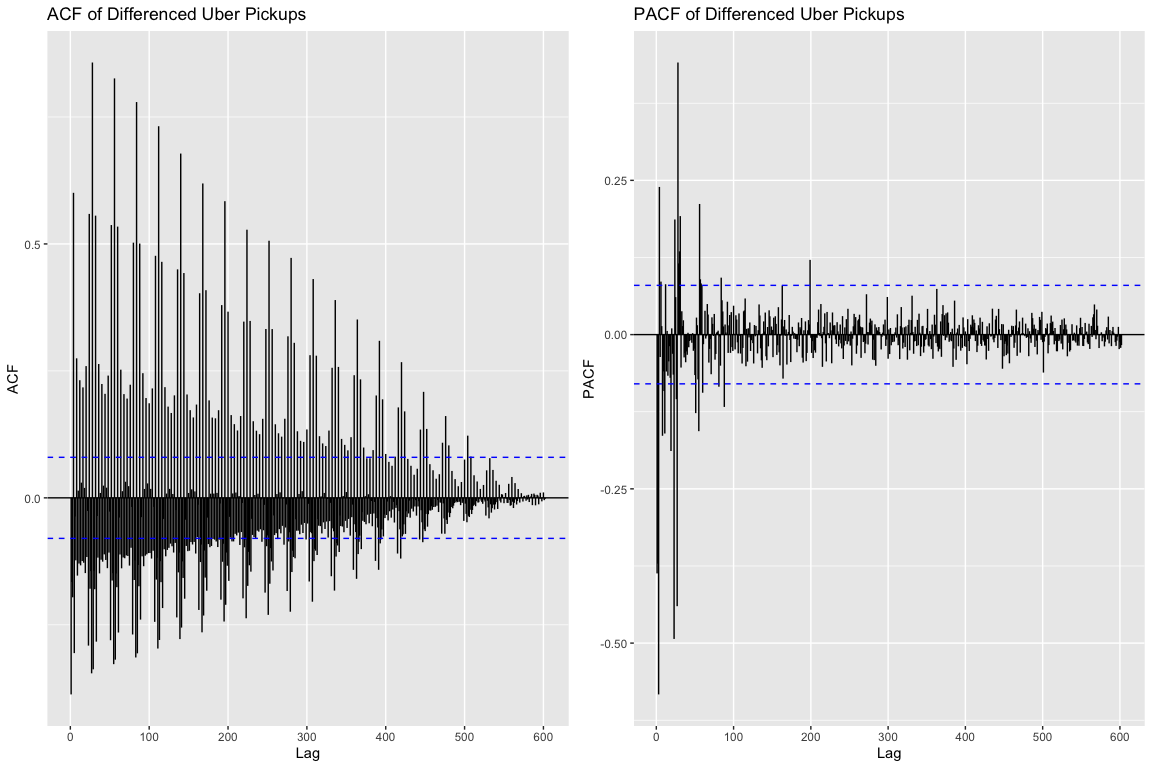 ACF of Differenced Uber Pickups
ACF
0.5
0.0
0 100 200 300 400 500 600
Lag
PACF of Differenced Uber Pickups
PACF
0.25
0.00
-0.25
-0.50
0 100 200 300 400 500 600
Lag